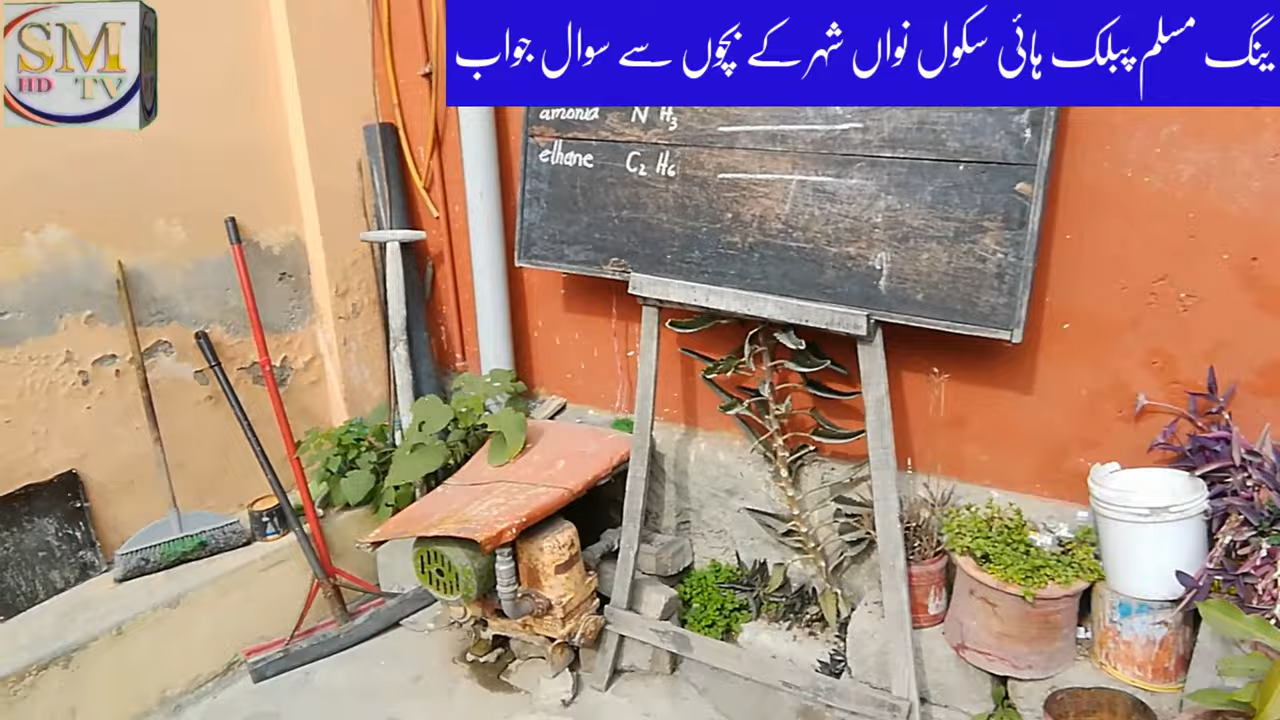 SM
HD TV
ینگ مسلم پبلک ہائی سکول نواں شہر کے بچوں سے سوال جواب
amonia N H3
ethane C2 H6